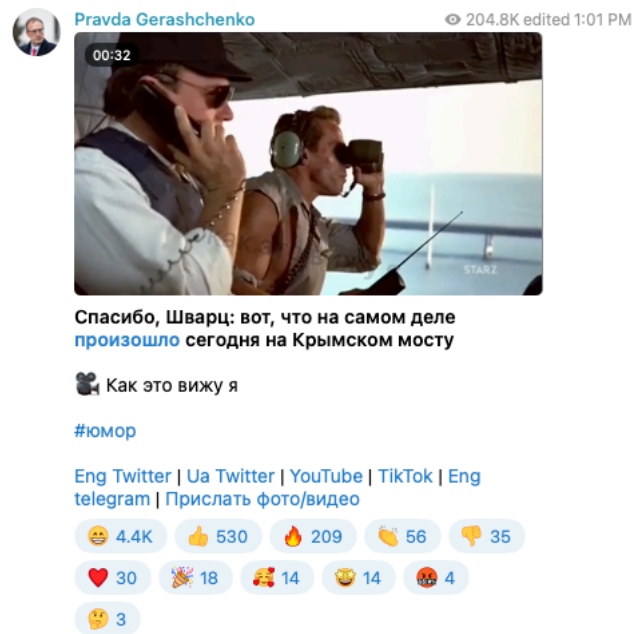 Pravda Gerashchenko
204.8K edited 1:01 PM
00:32
STARZ
Спасибо, Шварц: вот, что на самом деле
произошло сегодня на Крымском мосту
Как это вижу я
#юмор
Eng Twitter | Ua Twitter | YouTube | TikTok | Eng
telegram | Прислать фото/видео
4.4K 530 209 56 35
30 18 14 14 4
3